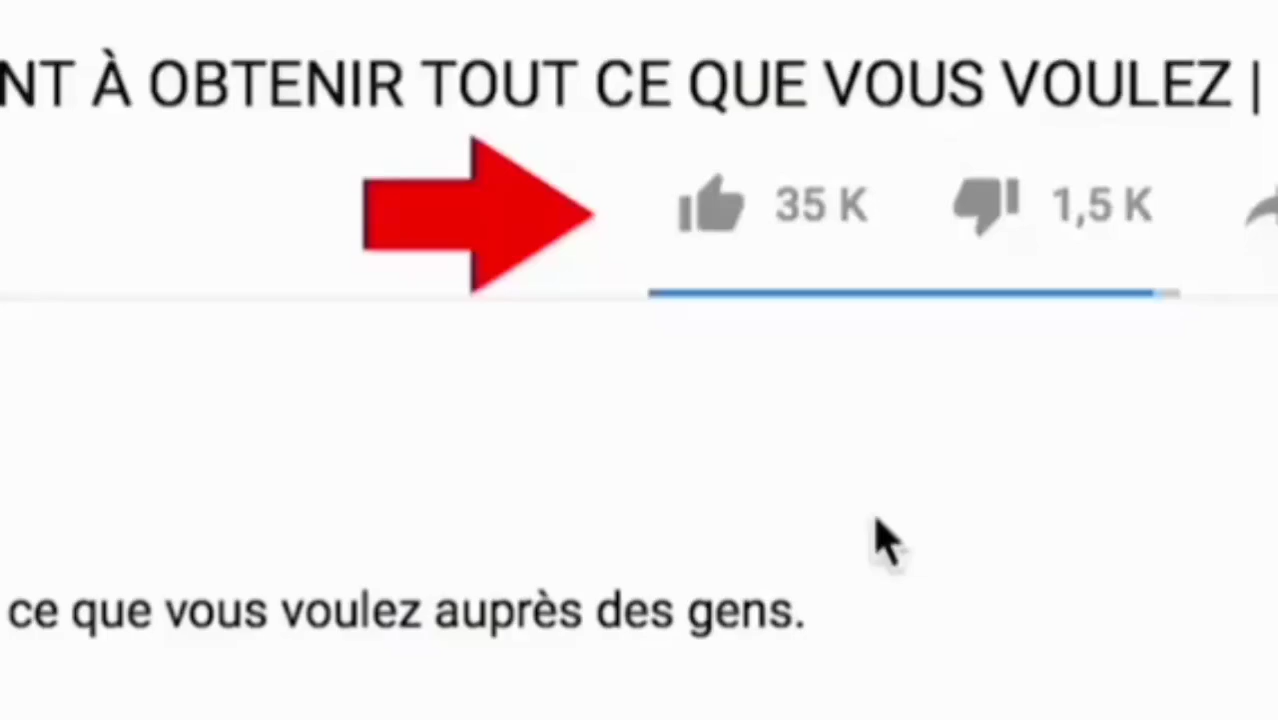 NT À OBTENIR TOUT CE QUE VOUS VOULEZ |
35 K 1,5 K
ce que vous voulez auprès des gens.